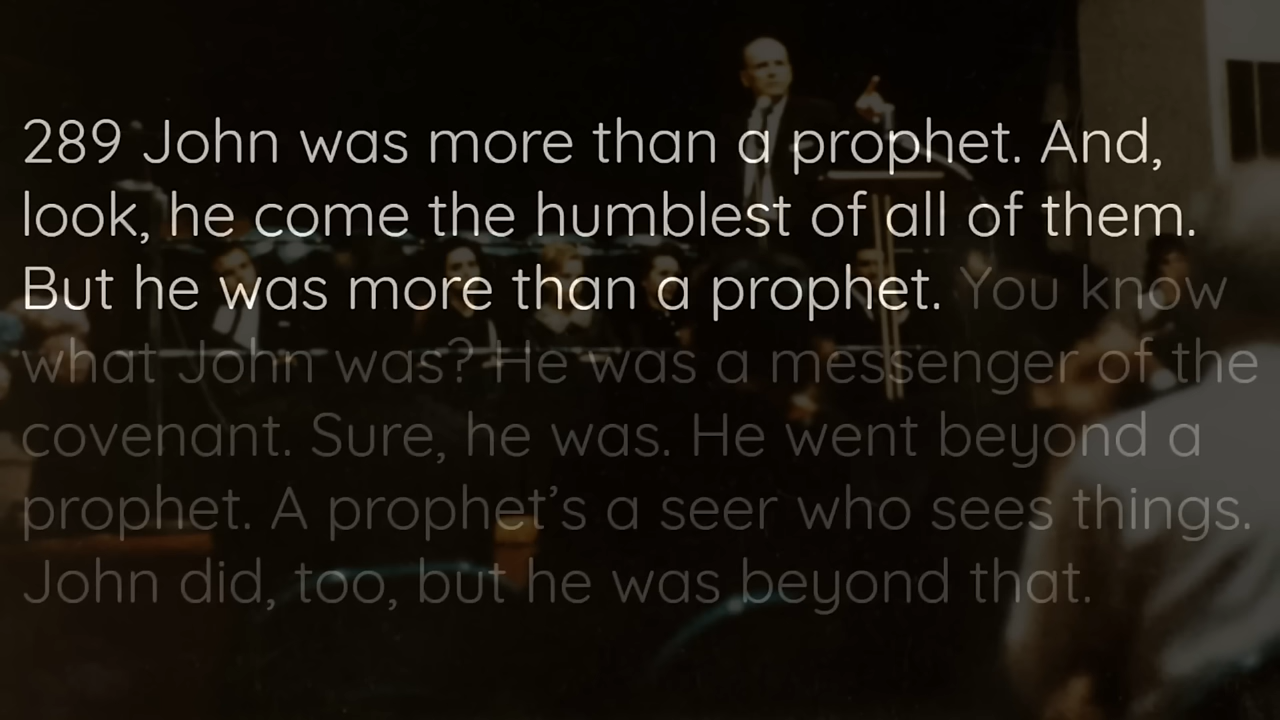 289 John was more than a prophet. And,
look, he come the humblest of all of them.
But he was more than a prophet. You know
what John was? He was a messenger of the
covenant. Sure, he was. He went beyond a
prophet. A prophet’s a seer who sees things.
John did, too, but he was beyond that.